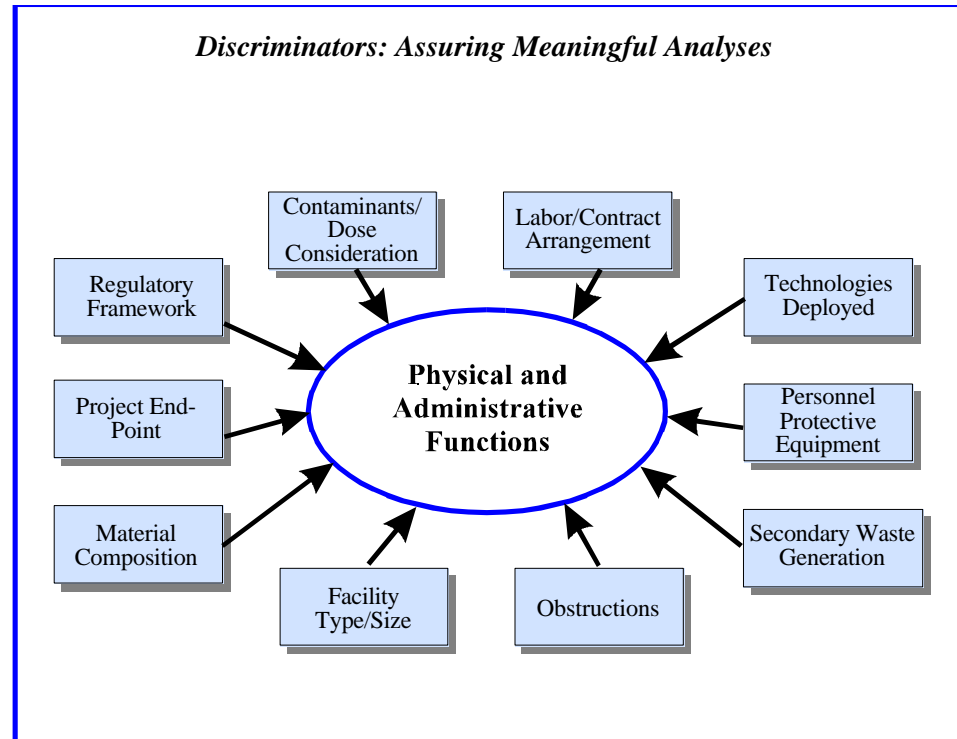 Discriminators: Assuring Meaningful Analyses
Contaminants/
Dose
Consideration
Labor/Contract
Arrangement
Regulatory
Framework
Technologies
Deployed
Physical and
Administrative
Functions
Project End-
Point
Personnel
Protective
Equipment
Material
Composition
Secondary Waste
Generation
Facility
Type/Size
Obstructions